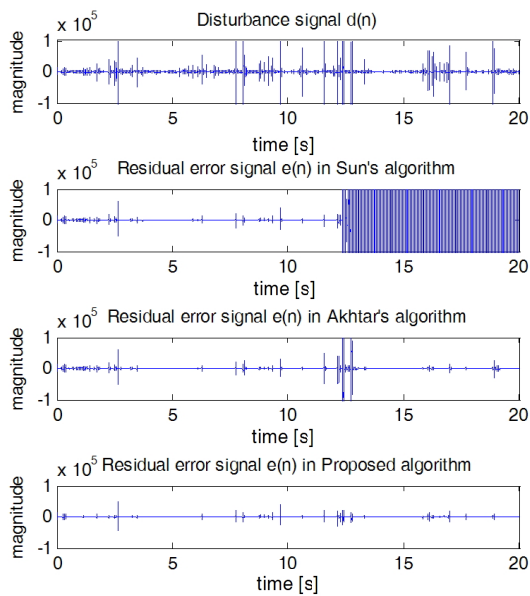 Disturbance signal d(n)
x 10^5
magnitude
1
0
-1
0 5 10 15 20
time [s]
Residual error signal e(n) in Sun's algorithm
x 10^5
magnitude
1
0
-1
0 5 10 15 20
time [s]
Residual error signal e(n) in Akhtar's algorithm
x 10^5
magnitude
1
0
-1
0 5 10 15 20
time [s]
x 10^5 Residual error signal e(n) in Proposed algorithm
magnitude
1
0
-1
0 5 10 15 20
time [s]